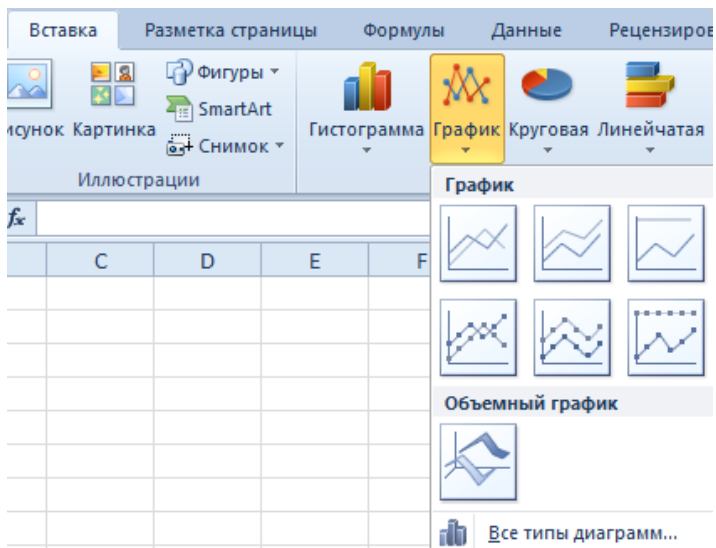 Вставка Разметка страницы Формулы Данные Рецензиров
исунок Картинка Фигуры SmartArt Снимок Гистограмма График Круговая Линейчатая
Иллюстрации
График
fx
C D E F
Объемный график
Все типы диаграмм...